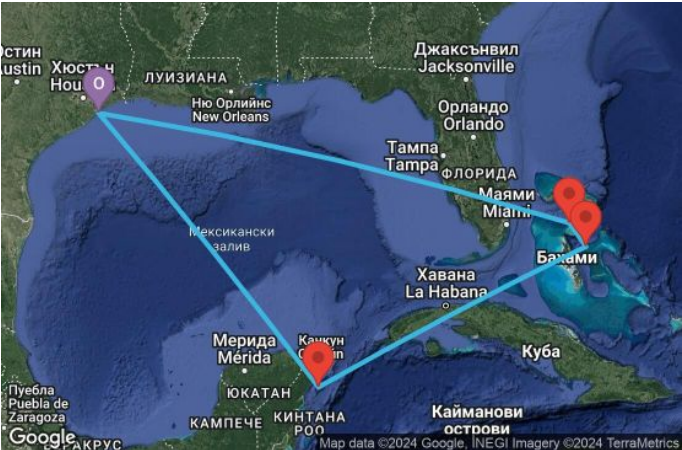 Остин
Austin
Хюстън
ЛУИЗИАНА
Ню Орлийнс
New Orleans
Джаксънвил
Jacksonville
Орландо
Orlando
Тампа
Tampa
ФЛОРИДА
Маями
Miami
Мексикански
залив
Бахами
Хавана
La Habana
Мерида
Mérida
Канкун
Куба
ЮКАТАН
Пуебла
Puebla de
Zaragoza
КАМПЕЧЕ
КИНТАНА
РОО
Кайманови
острови
Google
Map data ©2024 Google, INEGI Imagery ©2024 TerraMetrics
O